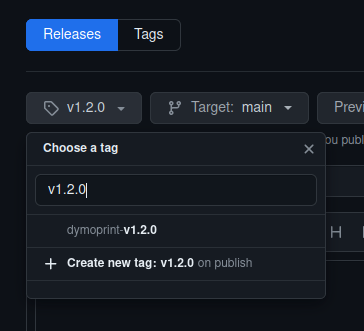 Releases Tags
v1.2.0 Target: main Previ
Choose a tag
ou publ
v1.2.0
dymoprint-v1.2.0
H
Create new tag: v1.2.0 on publish